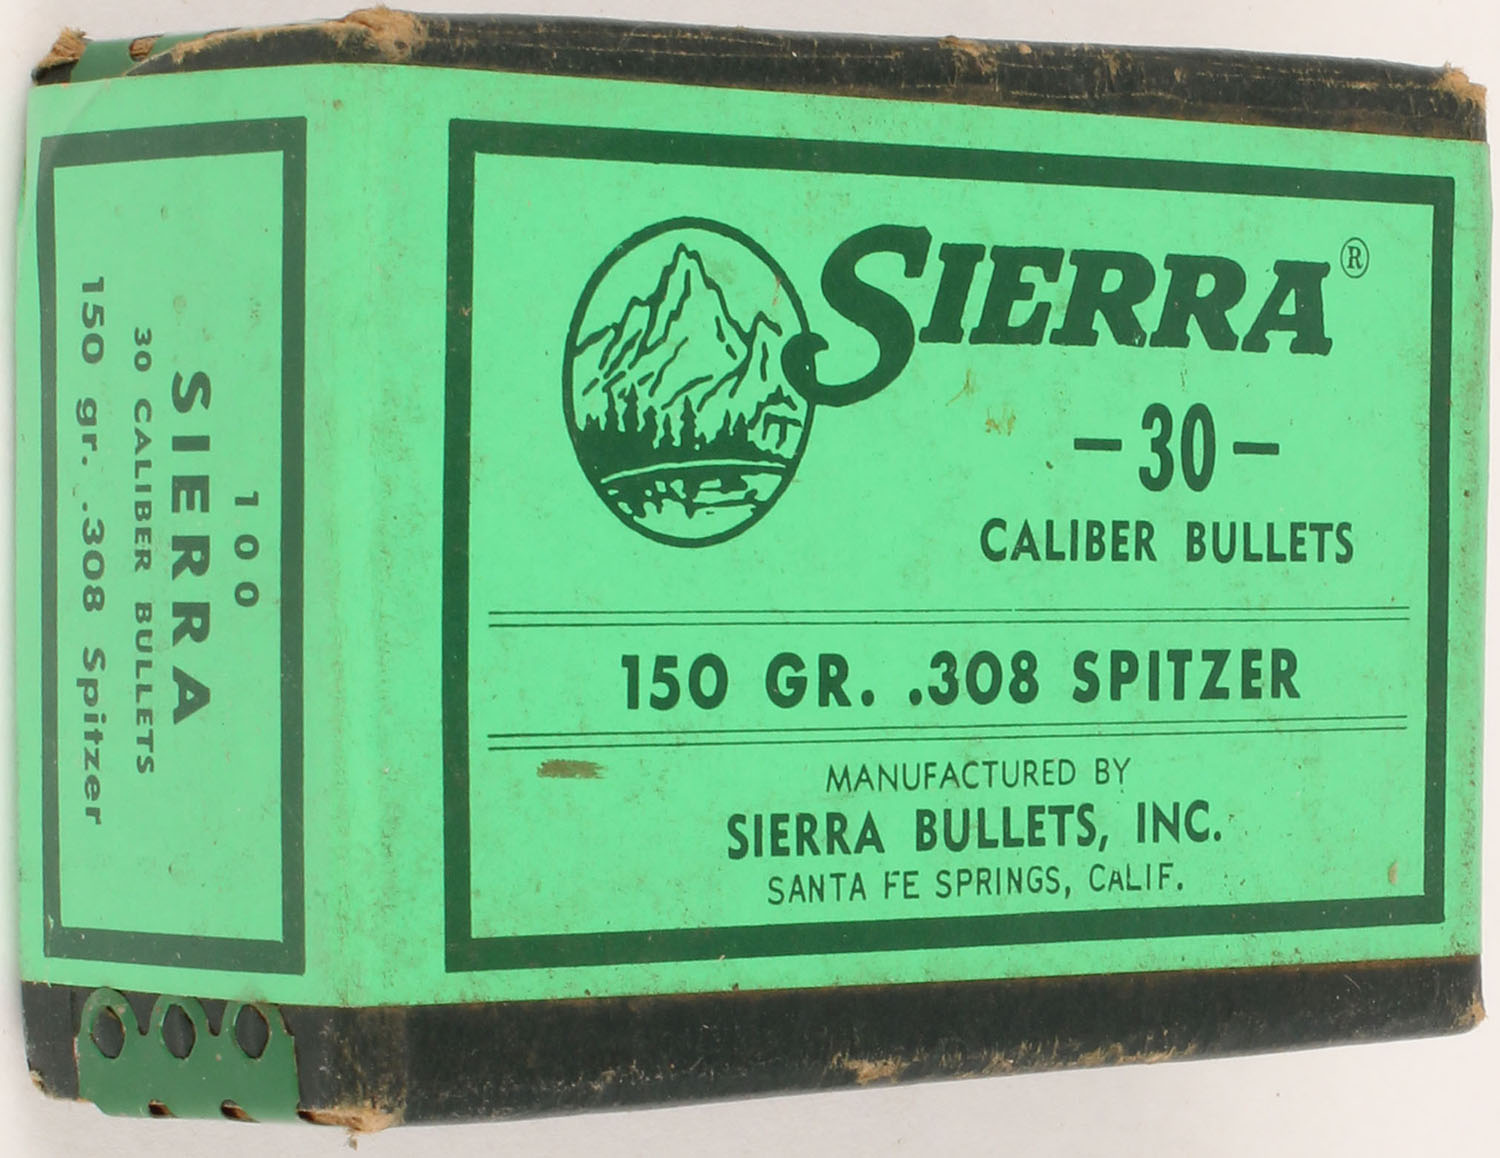 SIERRA®
-30-
CALIBER BULLETS
150 GR. .308 SPITZER
MANUFACTURED BY
SIERRA BULLETS, INC.
SANTA FE SPRINGS, CALIF.
100
SIERRA
30 CALIBER BULLETS
150 gr. .308 Spitzer